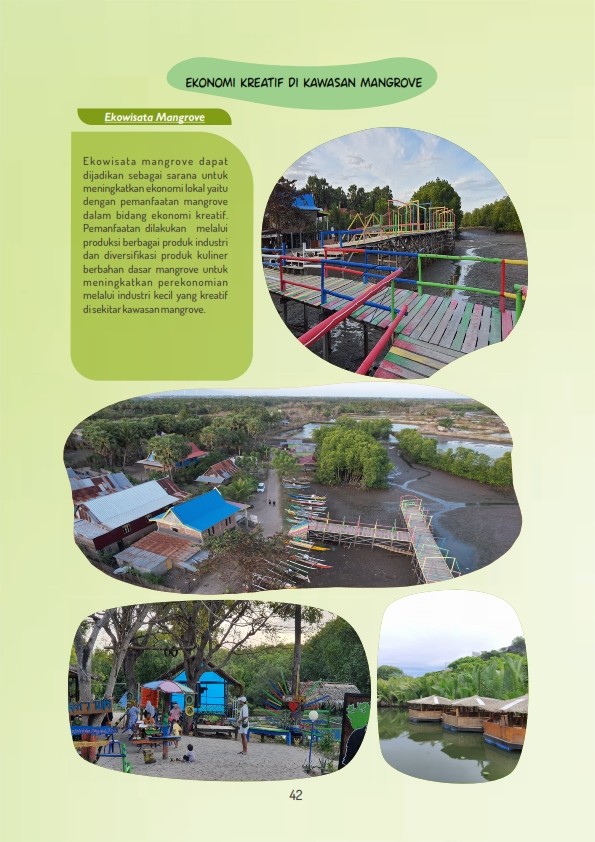 EKONOMI KREATIF DI KAWASAN MANGROVE
Ekowisata Mangrove
Ekowisata mangrove dapat
dijadikan sebagai sarana untuk
meningkatkan ekonomi lokal yaitu
dengan pemanfaatan mangrove
dalam bidang ekonomi kreatif.
Pemanfaatan dilakukan melalui
produksi berbagai produk industri
dan diversifikasi produk kuliner
berbahan dasar mangrove untuk
meningkatkan perekonomian
melalui industri kecil yang kreatif
disekitar kawasan mangrove.
42